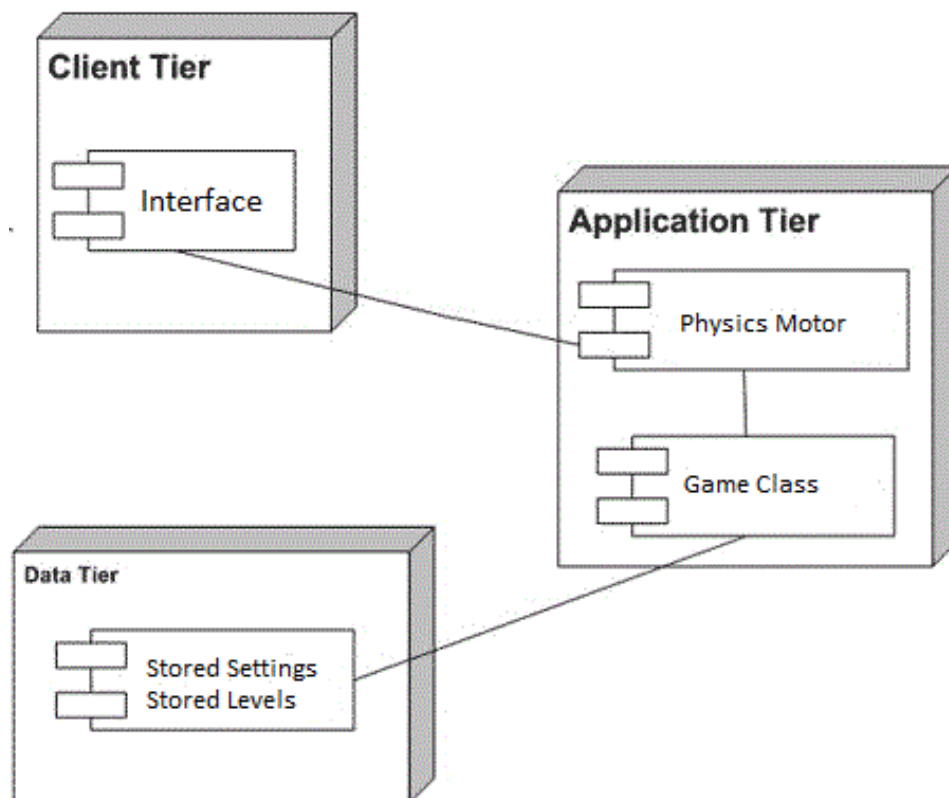 Client Tier
Interface
Application Tier
Physics Motor
Game Class
Data Tier
Stored Settings
Stored Levels